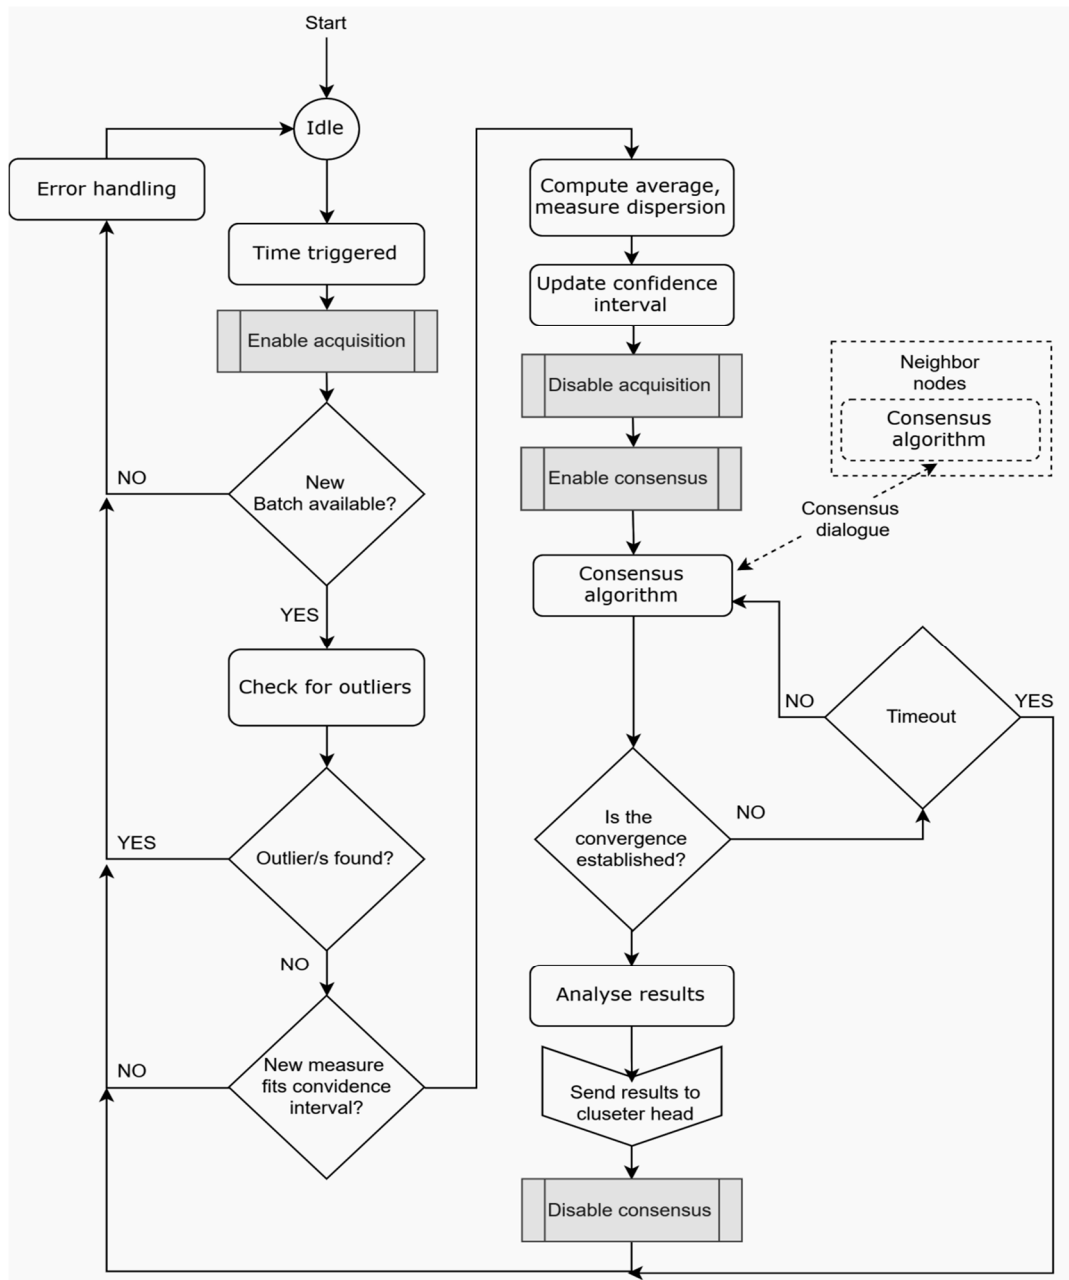 Start
Idle
Error handling
Time triggered
Enable acquisition
New
Batch available?
NO
YES
Check for outliers
Outlier/s found?
YES
NO
New measure
fits convidence
interval?
NO
Compute average,
measure dispersion
Update confidence
interval
Disable acquisition
Enable consensus
Neighbor
nodes
Consensus
algorithm
Consensus
dialogue
Consensus
algorithm
Timeout
NO
YES
Is the
convergence
established?
NO
Analyse results
Send results to
cluseter head
Disable consensus